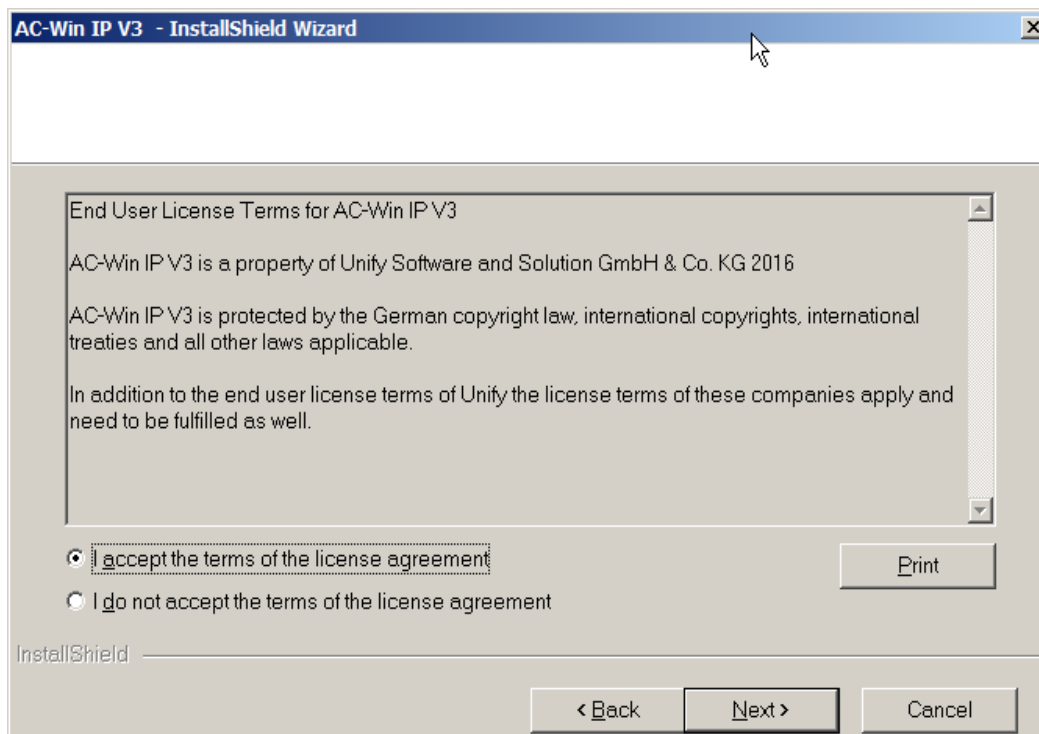 AC-Win IP V3 - InstallShield Wizard
End User License Terms for AC-Win IP V3
AC-Win IP V3 is a property of Unify Software and Solution GmbH & Co. KG 2016
AC-Win IP V3 is protected by the German copyright law, international copyrights, international
treaties and all other laws applicable.
In addition to the end user license terms of Unify the license terms of these companies apply and
need to be fulfilled as well.
I accept the terms of the license agreement
Print
I do not accept the terms of the license agreement
InstallShield
< Back
Next >
Cancel